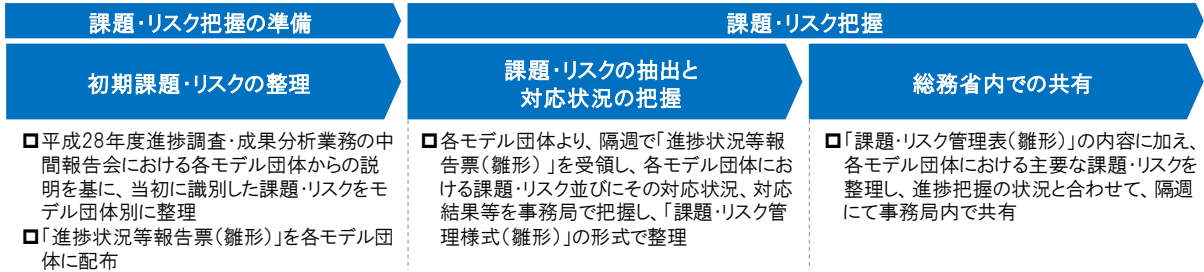 課題・リスク把握の準備
課題・リスク把握
初期課題・リスクの整理
課題・リスクの抽出と
対応状況の把握
総務省内での共有
平成28年度進捗調査・成果分析業務の中
間報告会における各モデル団体からの説
明を基に、当初に識別した課題・リスクをモ
デル団体別に整理
「進捗状況等報告票（雛形）」を各モデル団
体に配布
各モデル団体より、隔週で「進捗状況等報
告票（雛形）」を受領し、各モデル団体にお
ける課題・リスク並びにその対応状況、対応
結果等を事務局で把握し、「課題・リスク管
理様式（雛形）」の形式で整理
「課題・リスク管理表（雛形）」の内容に加え、
各モデル団体における主要な課題・リスクを
整理し、進捗把握の状況と合わせて、隔週
にて事務局内で共有